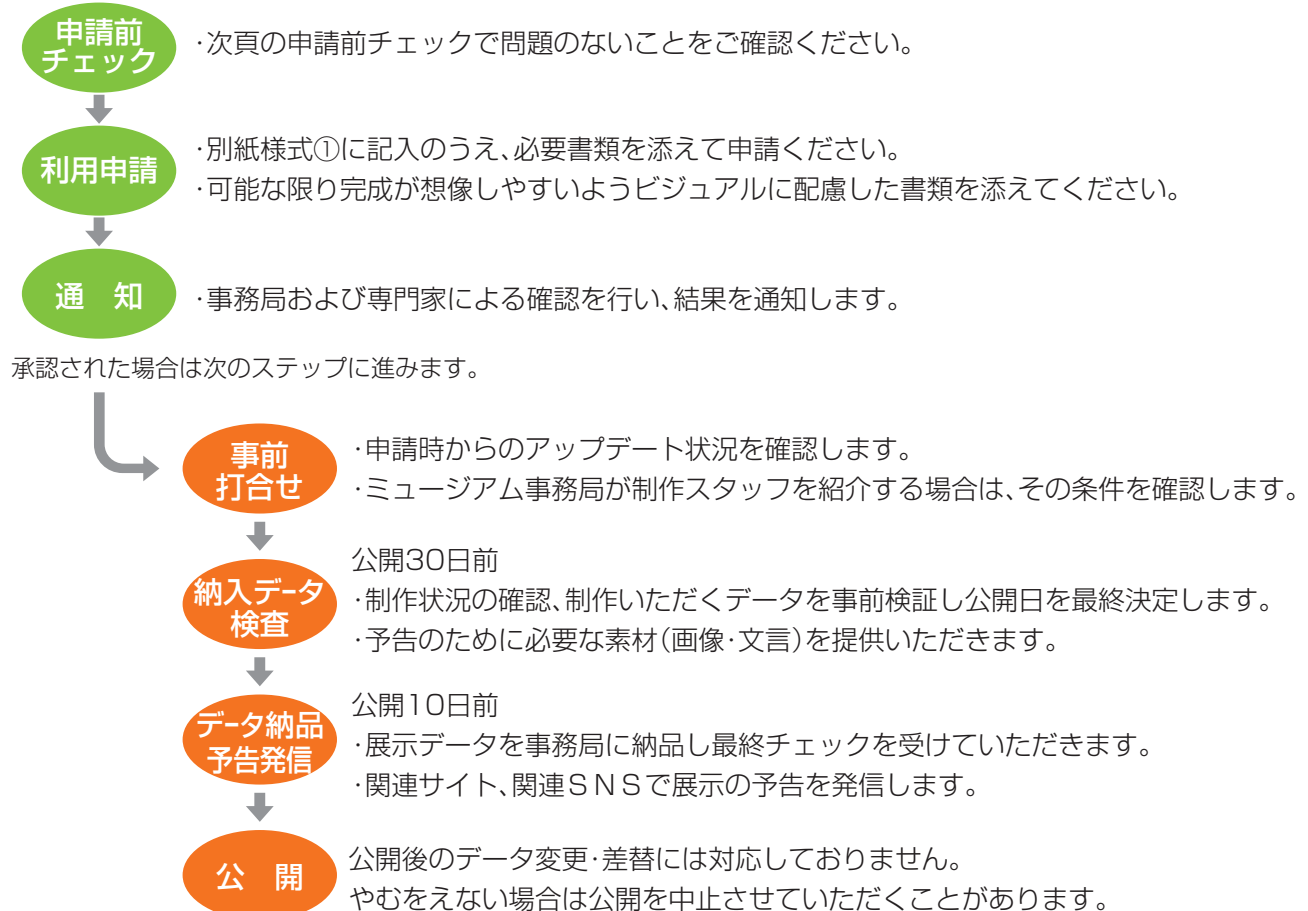 申請前
チェック
･次頁の申請前チェックで問題のないことをご確認ください。
利用申請
･別紙様式①に記入のうえ、必要書類を添えて申請ください。
･可能な限り完成が想像しやすいようビジュアルに配慮した書類を添えてください。
通　知
･事務局および専門家による確認を行い、結果を通知します。
承認された場合は次のステップに進みます。
事前
打合せ
･申請時からのアップデート状況を確認します。
･ミュージアム事務局が制作スタッフを紹介する場合は、その条件を確認します。
納入データ
検査
公開30日前
･制作状況の確認、制作いただくデータを事前検証し公開日を最終決定します。
･予告のために必要な素材（画像･文言）を提供いただきます。
データ納品
予告発信
公開10日前
･展示データを事務局に納品し最終チェックを受けていただきます。
･関連サイト、関連ＳＮＳで展示の予告を発信します。
公　開
公開後のデータ変更･差替には対応しておりません。
やむをえない場合は公開を中止させていただくことがあります。